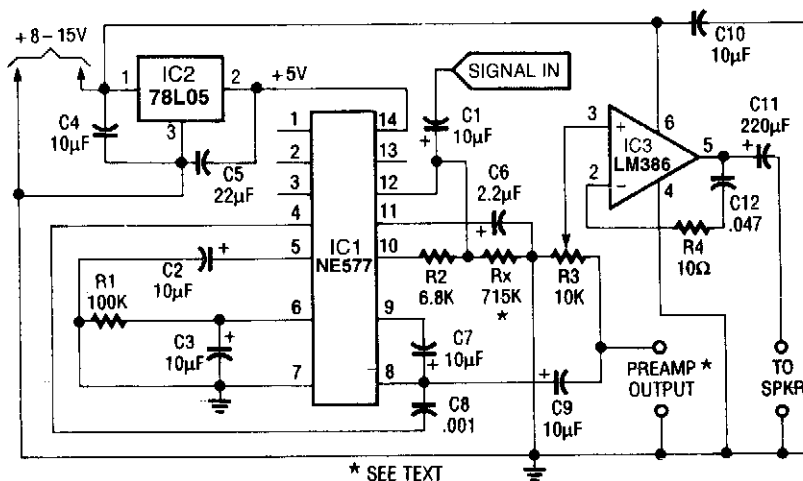 +8–15V
1
IC2
78L05
2
3
+5V
C4
10µF
C5
22µF
C10
10µF
SIGNAL IN
C1
10µF
+
C11
220µF
+
3
+
6
IC3
LM386
5
2
−
4
C12
.047
R4
10Ω
1
2
3
4
5
6
7
14
13
12
11
10
9
8
IC1
NE577
C6
2.2µF
+
C2
10µF
+
R1
100K
C3
10µF
+
R2
6.8K
Rx
715K
*
R3
10K
C7
10µF
+
C8
.001
C9
10µF
+
PREAMP *
OUTPUT
TO
SPKR
* SEE TEXT